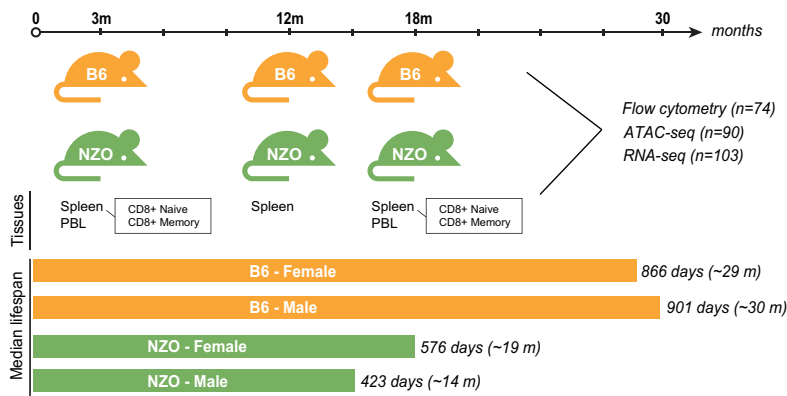 0 3m 12m 18m 30 months
B6 B6 B6
NZO NZO NZO
Flow cytometry (n=74)
ATAC-seq (n=90)
RNA-seq (n=103)
Tissues
Spleen
PBL
CD8+ Naive
CD8+ Memory
Spleen
Spleen
PBL
CD8+ Naive
CD8+ Memory
Median lifespan
B6 - Female 866 days (~29 m)
B6 - Male 901 days (~30 m)
NZO - Female 576 days (~19 m)
NZO - Male 423 days (~14 m)